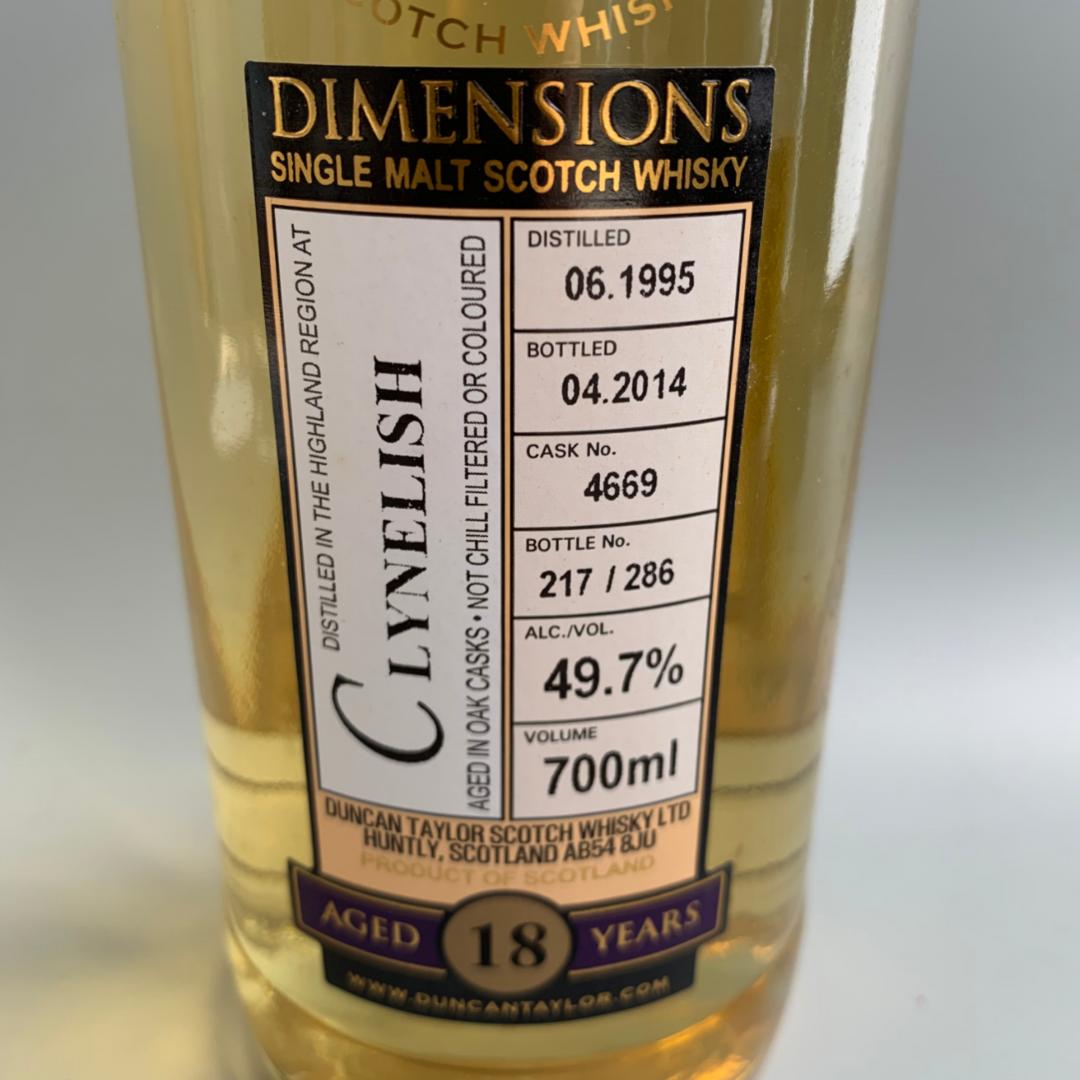 SCOTCH WHISKY
DIMENSIONS
SINGLE MALT SCOTCH WHISKY
DISTILLED IN THE HIGHLAND REGION AT
CLYNELISH
AGED IN OAK CASKS • NOT CHILL FILTERED OR COLOURED
DISTILLED
06.1995
BOTTLED
04.2014
CASK No.
4669
BOTTLE No.
217 / 286
ALC./VOL.
49.7%
VOLUME
700ml
DUNCAN TAYLOR SCOTCH WHISKY LTD
HUNTLY, SCOTLAND AB54 8JU
PRODUCT OF SCOTLAND
AGED 18 YEARS
WWW.DUNCANTAYLOR.COM